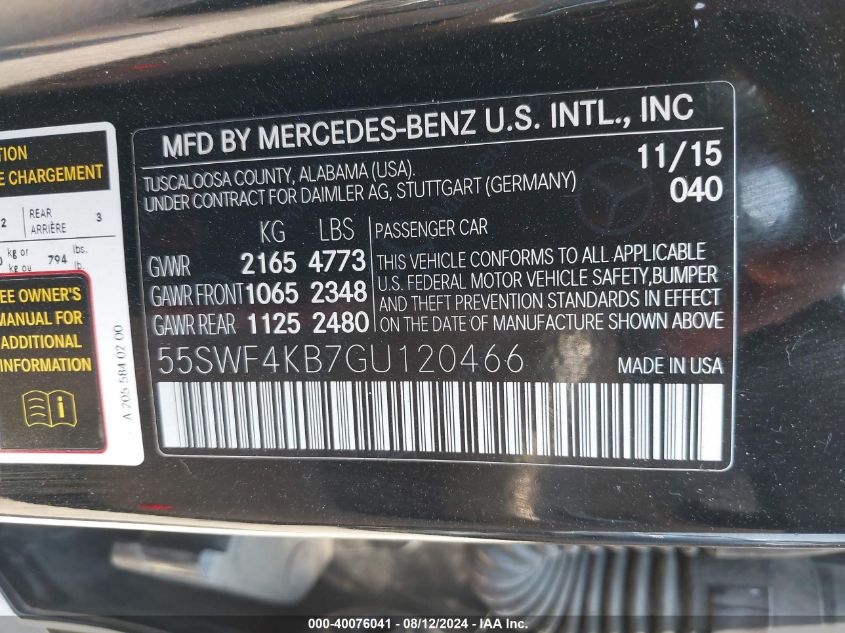 TION
E CHARGEMENT
2 REAR ARRIÈRE 3
kg or kg ou 794 lbs. lb.
EE OWNER'S
MANUAL FOR
ADDITIONAL
INFORMATION
A 205 584 02 00
MFD BY MERCEDES-BENZ U.S. INTL., INC
TUSCALOOSA COUNTY, ALABAMA (USA).
UNDER CONTRACT FOR DAIMLER AG, STUTTGART (GERMANY)
11/15
040
KG LBS
GVWR 2165 4773
GAWR FRONT 1065 2348
GAWR REAR 1125 2480
PASSENGER CAR
THIS VEHICLE CONFORMS TO ALL APPLICABLE
U.S. FEDERAL MOTOR VEHICLE SAFETY, BUMPER
AND THEFT PREVENTION STANDARDS IN EFFECT
ON THE DATE OF MANUFACTURE SHOWN ABOVE
55SWF4KB7GU120466
000-40076041 - 08/12/2024 - IAA Inc.